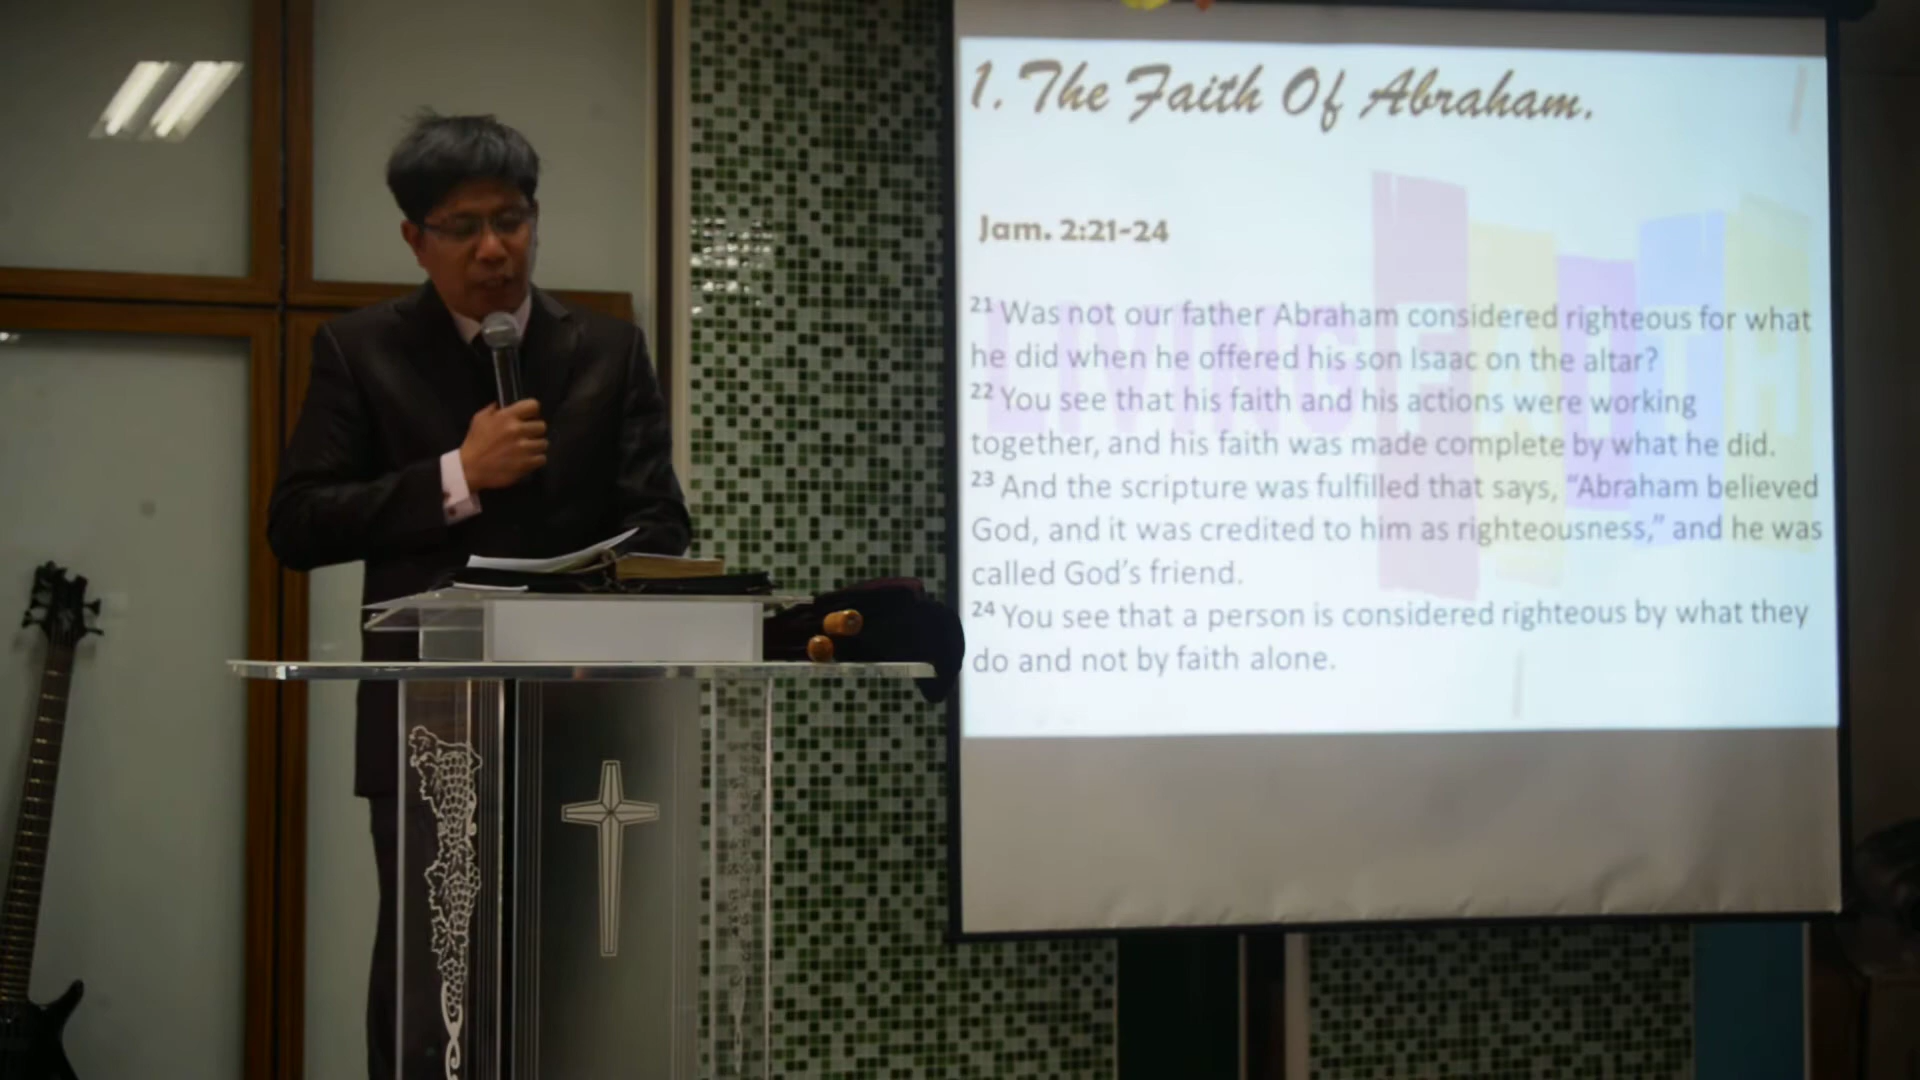 1. The Faith Of Abraham.
Jam. 2:21-24
21 Was not our father Abraham considered righteous for what
he did when he offered his son Isaac on the altar?
22 You see that his faith and his actions were working
together, and his faith was made complete by what he did.
23 And the scripture was fulfilled that says, “Abraham believed
God, and it was credited to him as righteousness,” and he was
called God’s friend.
24 You see that a person is considered righteous by what they
do and not by faith alone.
LIVING FAITH